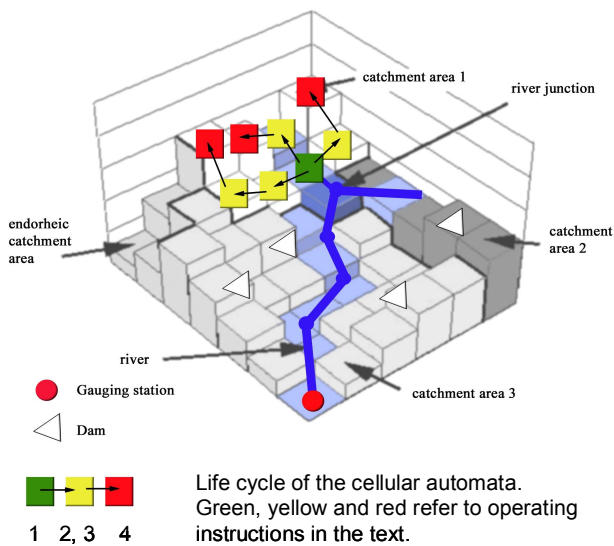 catchment area 1
river junction
endorheic
catchment
area
catchment
area 2
river
catchment area 3
Gauging station
Dam
Life cycle of the cellular automata.
Green, yellow and red refer to operating
instructions in the text.
1 2, 3 4